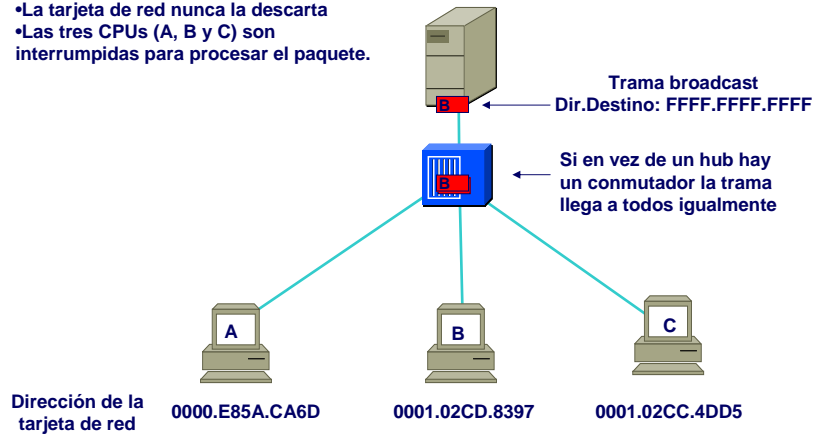 •La tarjeta de red nunca la descarta
•Las tres CPUs (A, B y C) son
interrumpidas para procesar el paquete.
B
Trama broadcast
Dir.Destino: FFFF.FFFF.FFFF
B
Si en vez de un hub hay
un conmutador la trama
llega a todos igualmente
A
B
C
Dirección de la
tarjeta de red
0000.E85A.CA6D
0001.02CD.8397
0001.02CC.4DD5